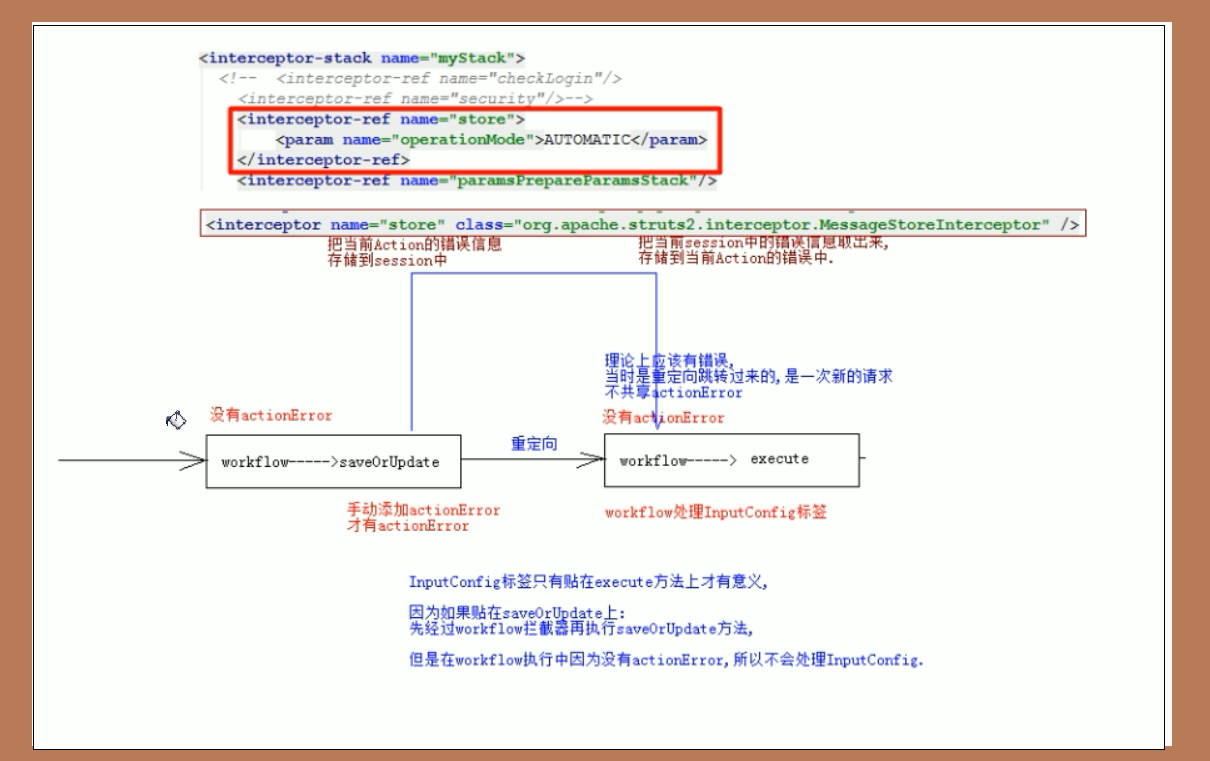 <interceptor-stack name="myStack">
<!--  <interceptor-ref name="checkLogin"/>
<interceptor-ref name="security"/>-->
<interceptor-ref name="store">
<param name="operationMode">AUTOMATIC</param>
</interceptor-ref>
<interceptor-ref name="paramsPrepareParamsStack"/>
<interceptor name="store" class="org.apache.struts2.interceptor.MessageStoreInterceptor" />
把当前Action的错误信息
存储到session中
把当前session中的错误信息取出来,
存储到当前Action的错误中.
理论上应该有错误,
当时是重定向跳转过来的,是一次新的请求
不共享actionError
没有actionError
没有actionError
workflow----->saveOrUpdate
重定向
workflow-----> execute
手动添加actionError
才有actionError
workflow处理InputConfig标签
InputConfig标签只有贴在execute方法上才有意义,
因为如果贴在saveOrUpdate上:
先经过workflow拦截器再执行saveOrUpdate方法,
但是在workflow执行中因为没有actionError,所以不会处理InputConfig.